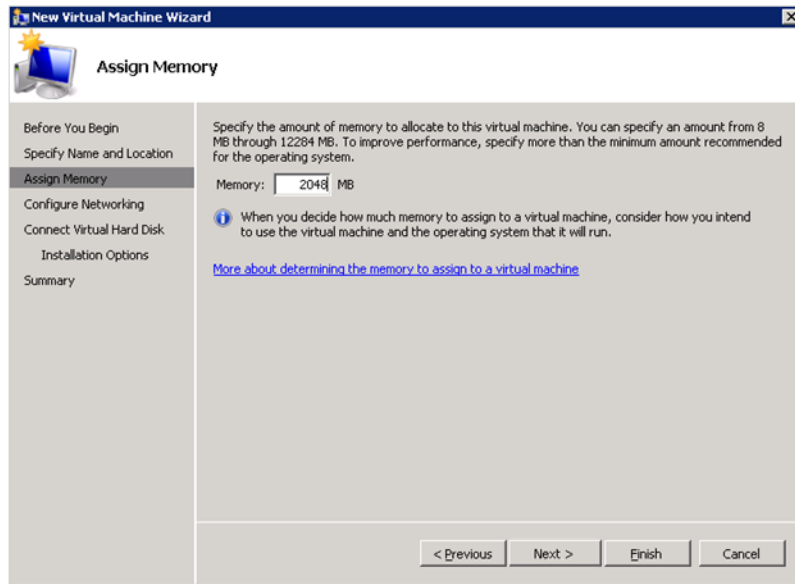 New Virtual Machine Wizard
Assign Memory
Before You Begin
Specify Name and Location
Assign Memory
Configure Networking
Connect Virtual Hard Disk
Installation Options
Summary
Specify the amount of memory to allocate to this virtual machine. You can specify an amount from 8
MB through 12284 MB. To improve performance, specify more than the minimum amount recommended
for the operating system.
Memory: 2048 MB
When you decide how much memory to assign to a virtual machine, consider how you intend
to use the virtual machine and the operating system that it will run.
More about determining the memory to assign to a virtual machine
< Previous Next > Finish Cancel